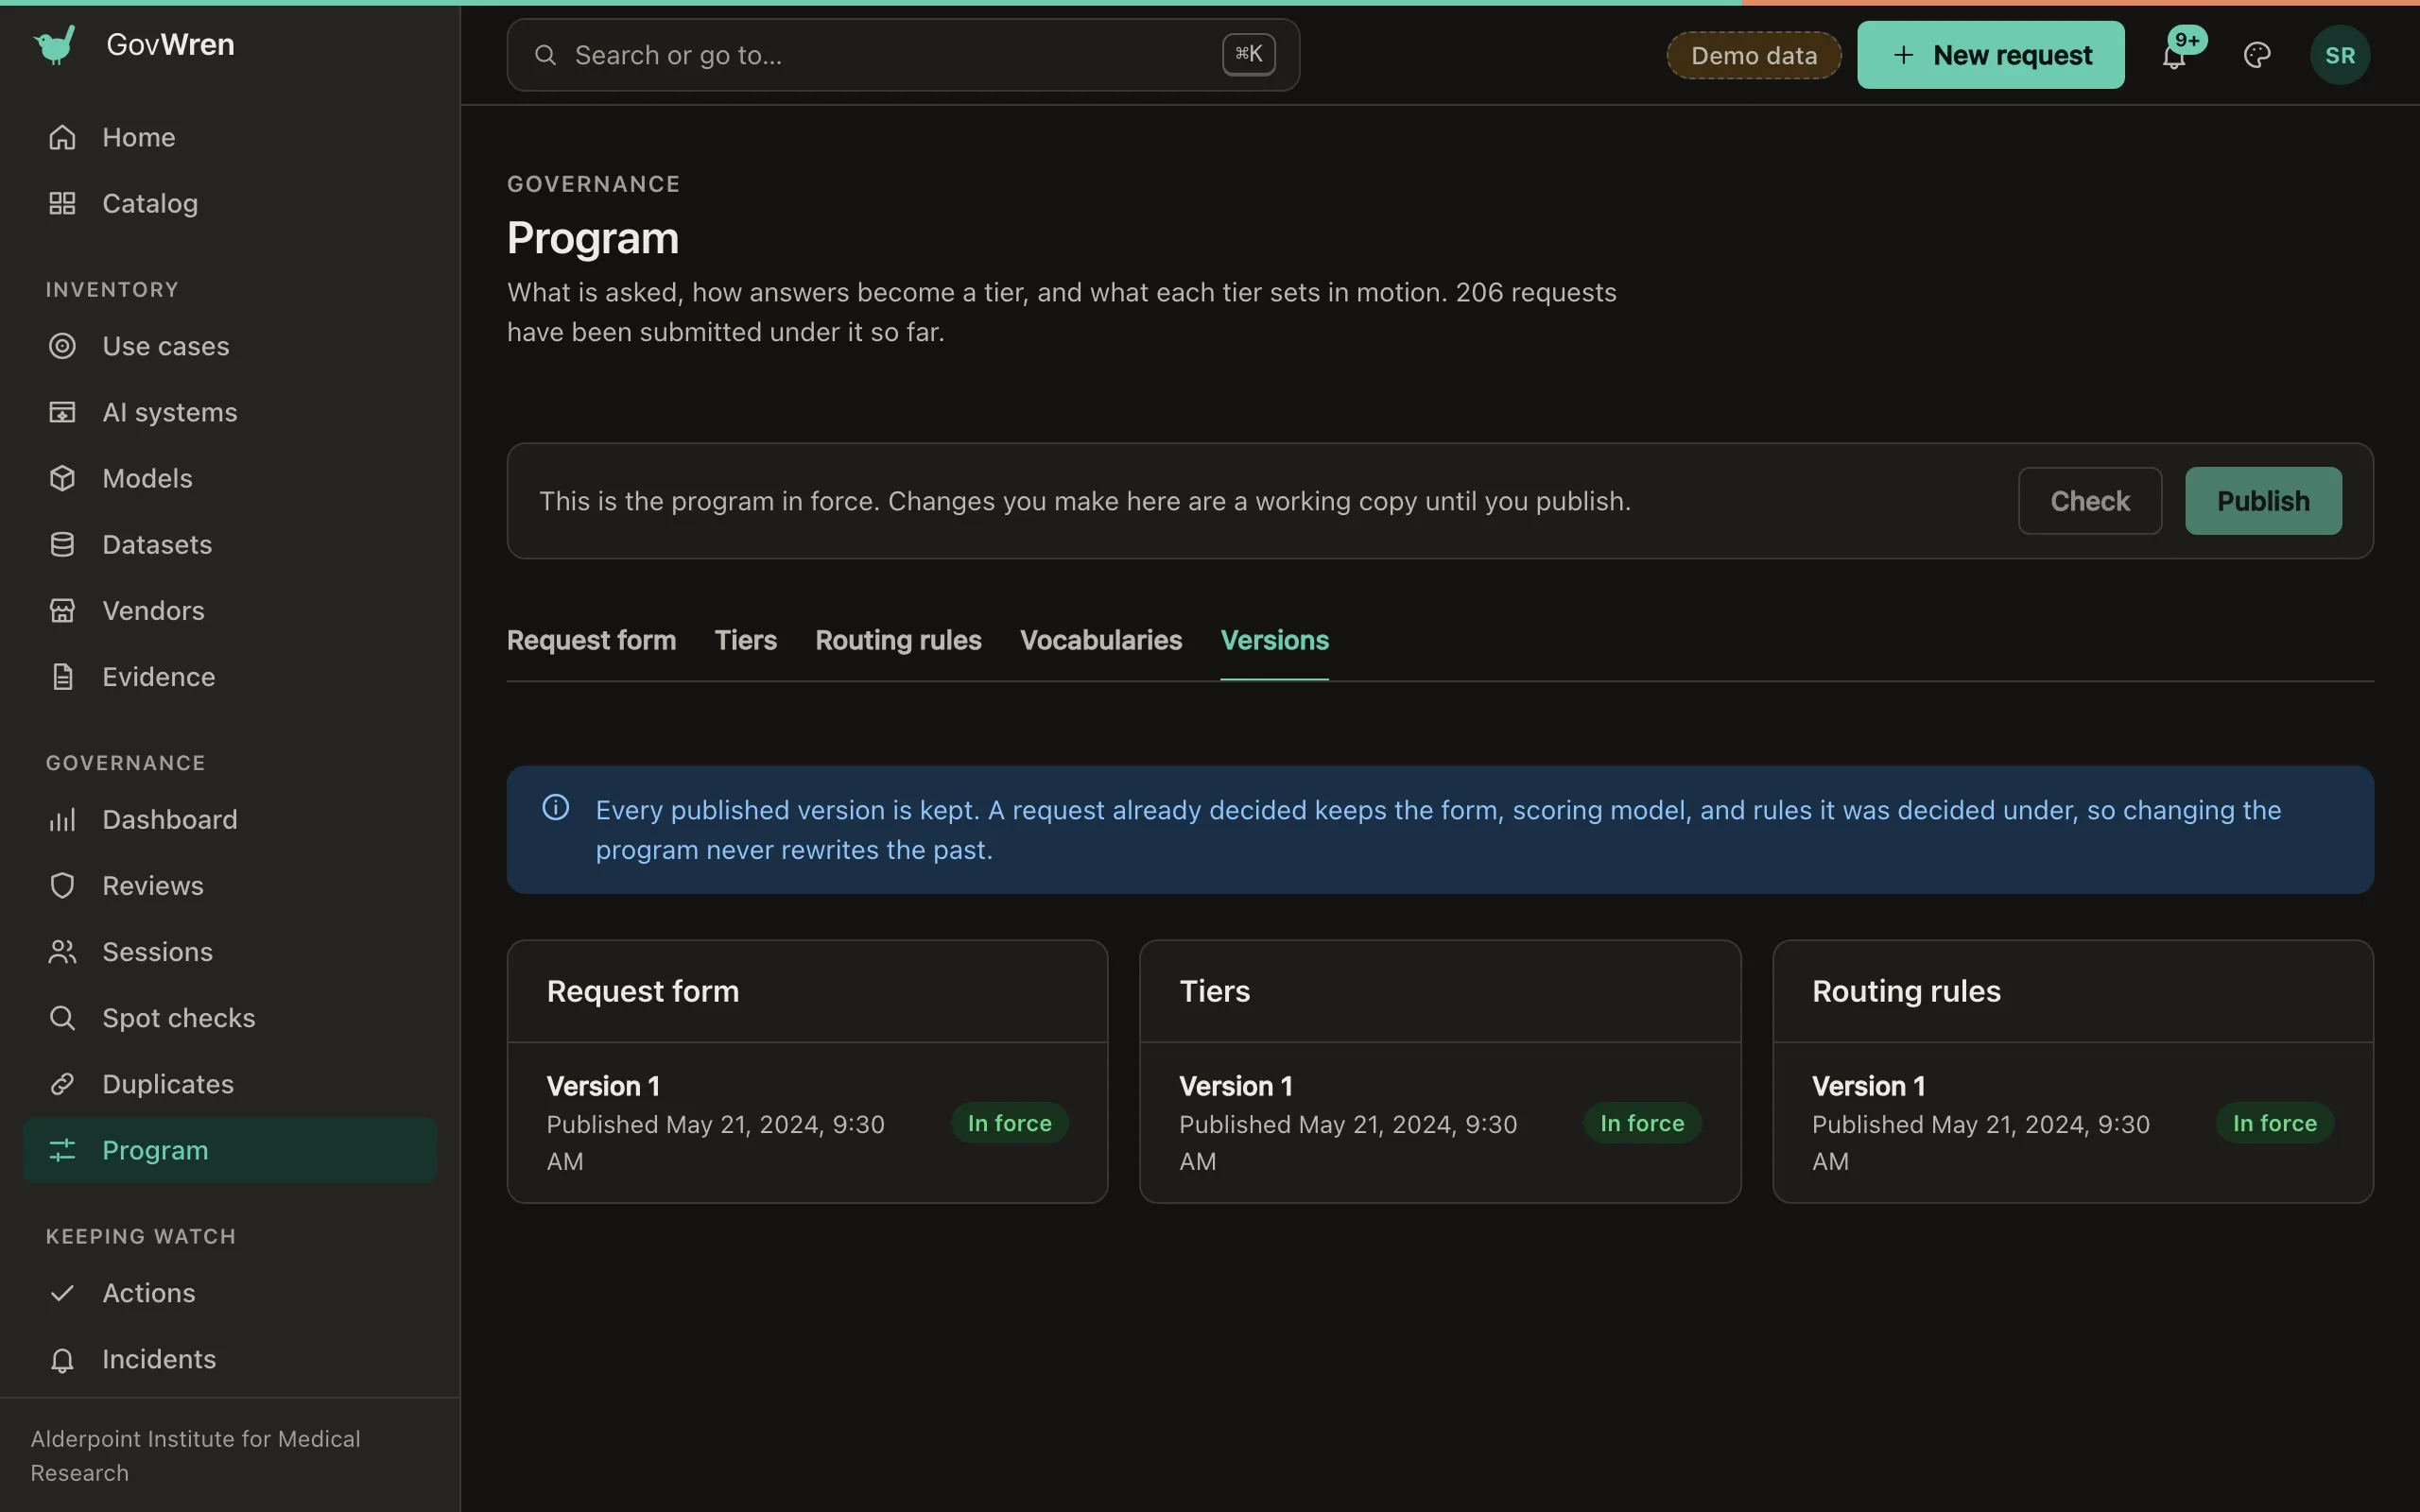 GovWren
Search or go to...
⌘K
Demo data
+ New request
9+
SR
Home
Catalog
INVENTORY
Use cases
AI systems
Models
Datasets
Vendors
Evidence
GOVERNANCE
Dashboard
Reviews
Sessions
Spot checks
Duplicates
Program
KEEPING WATCH
Actions
Incidents
Alderpoint Institute for Medical
Research
GOVERNANCE
Program
What is asked, how answers become a tier, and what each tier sets in motion. 206 requests
have been submitted under it so far.
This is the program in force. Changes you make here are a working copy until you publish.
Check
Publish
Request form
Tiers
Routing rules
Vocabularies
Versions
Every published version is kept. A request already decided keeps the form, scoring model, and rules it was decided under, so changing the
program never rewrites the past.
Request form
Version 1
Published May 21, 2024, 9:30
AM
In force
Tiers
Version 1
Published May 21, 2024, 9:30
AM
In force
Routing rules
Version 1
Published May 21, 2024, 9:30
AM
In force